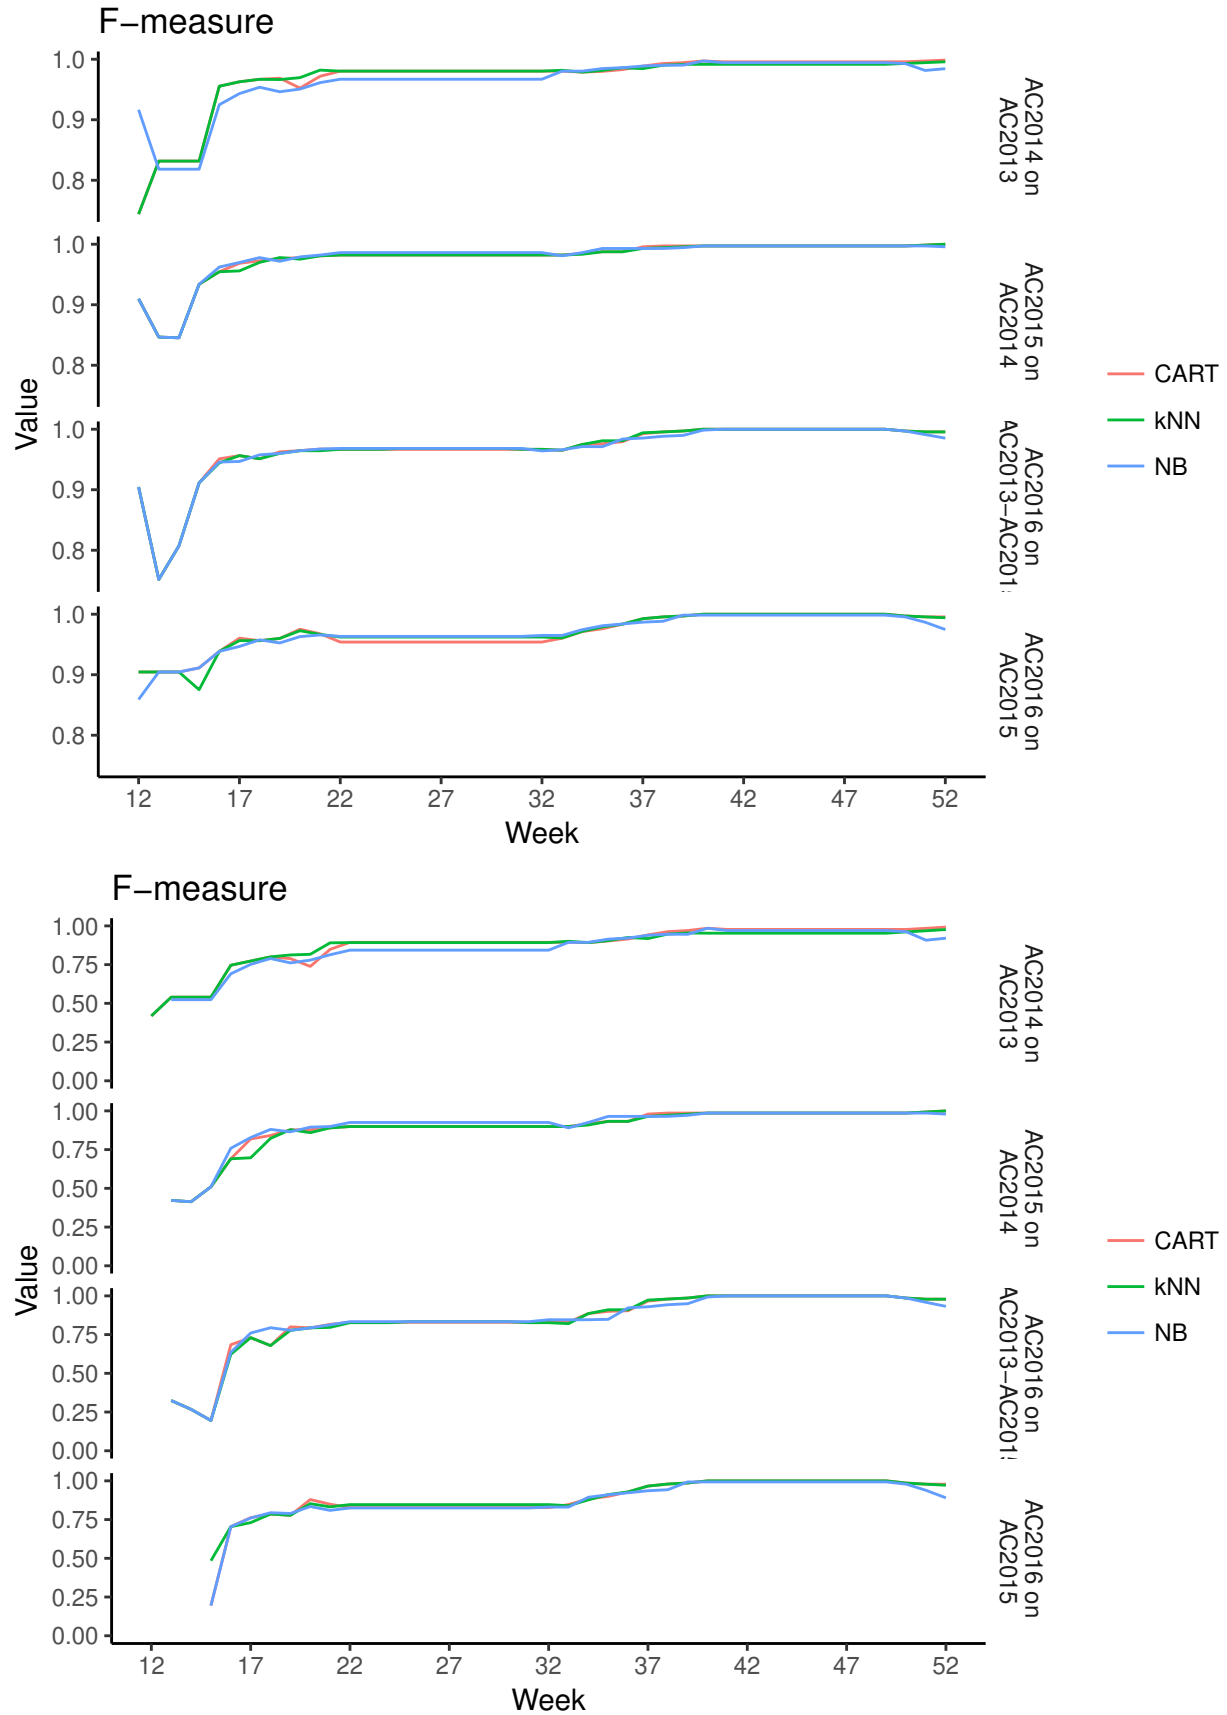 F−measure
1.0
0.9
0.8
AC2014 on
AC2013
1.0
0.9
0.8
AC2015 on
AC2014
1.0
0.9
0.8
AC2016 on
AC2013−AC201
1.0
0.9
0.8
AC2016 on
AC2015
Value
12 17 22 27 32 37 42 47 52
Week
CART
kNN
NB
F−measure
1.00
0.75
0.50
0.25
0.00
AC2014 on
AC2013
1.00
0.75
0.50
0.25
0.00
AC2015 on
AC2014
1.00
0.75
0.50
0.25
0.00
AC2016 on
AC2013−AC201
1.00
0.75
0.50
0.25
0.00
AC2016 on
AC2015
Value
12 17 22 27 32 37 42 47 52
Week
CART
kNN
NB